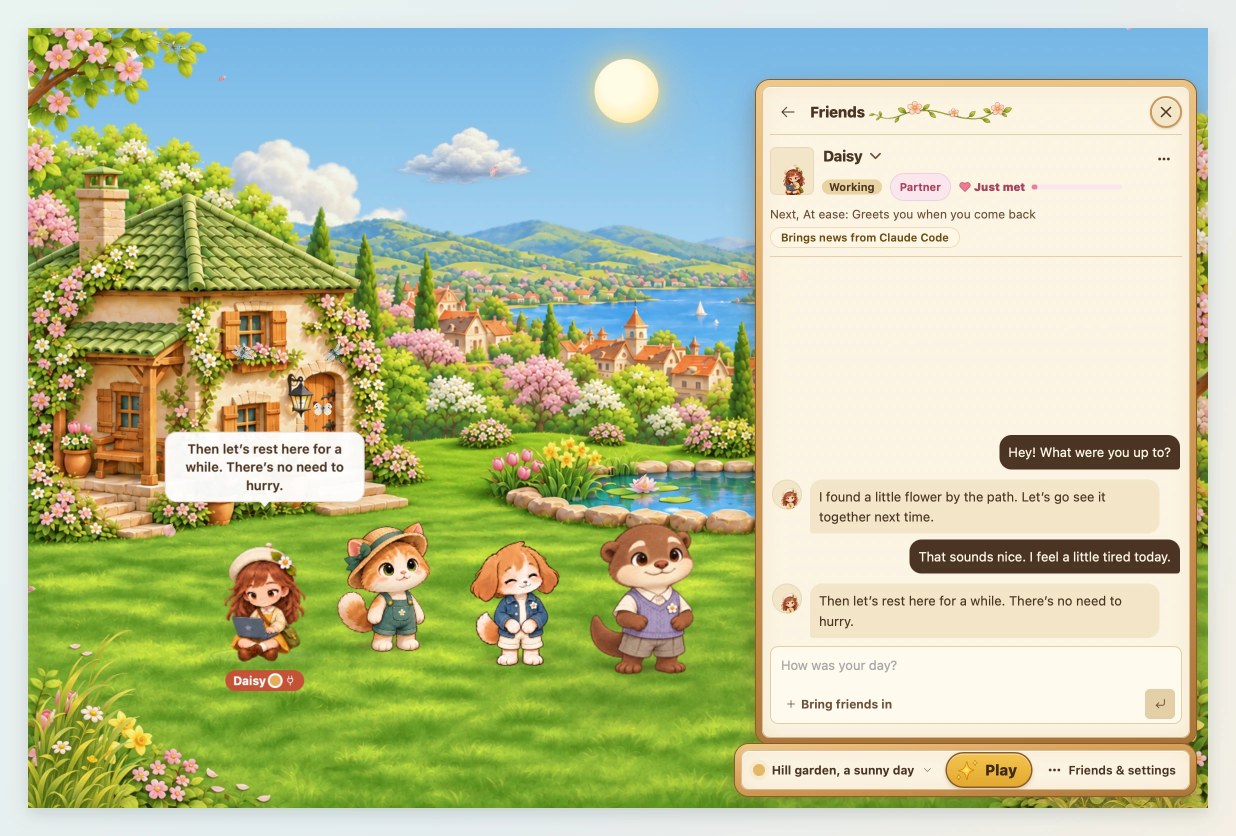 Friends
Daisy
Working
Partner
Just met
Next, At ease: Greets you when you come back
Brings news from Claude Code
Hey! What were you up to?
I found a little flower by the path. Let’s go see it
together next time.
That sounds nice. I feel a little tired today.
Then let’s rest here for a while. There’s no need to
hurry.
How was your day?
+ Bring friends in
Then let’s rest here for a
while. There’s no need to
hurry.
Daisy
Hill garden, a sunny day
Play
Friends & settings